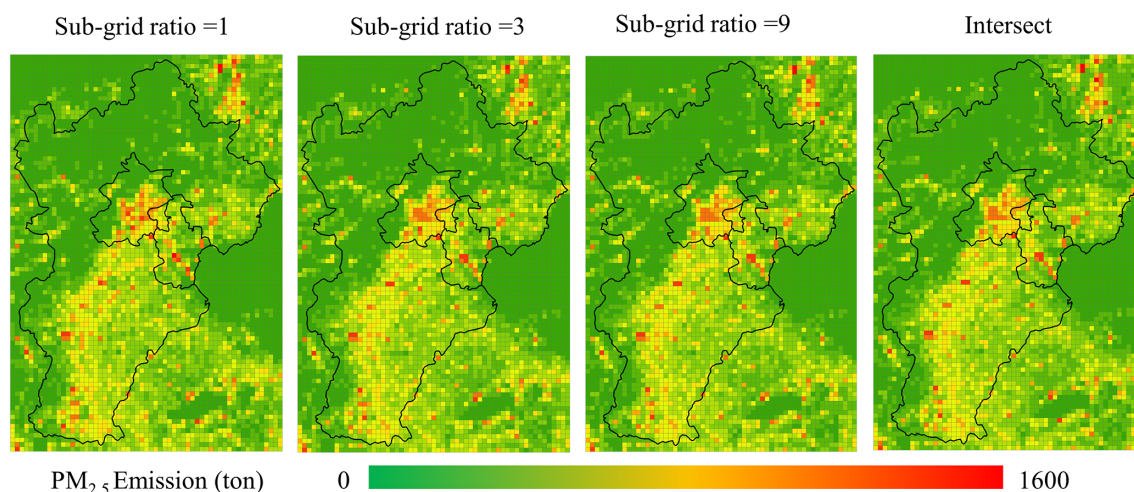 Sub-grid ratio =1
Sub-grid ratio =3
Sub-grid ratio =9
Intersect
PM2.5 Emission (ton)
0
1600